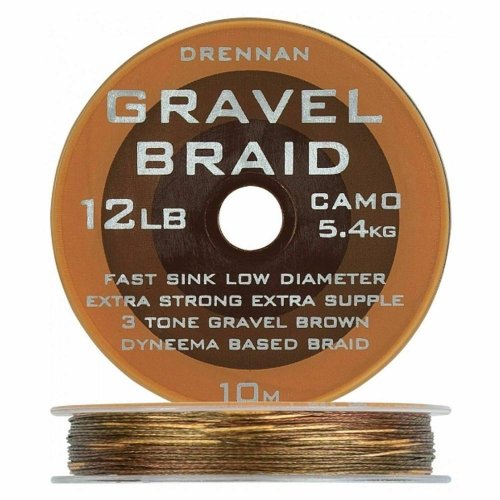 DRENNAN
GRAVEL
BRAID
12LB
CAMO
5.4KG
FAST SINK LOW DIAMETER
EXTRA STRONG EXTRA SUPPLE
3 TONE GRAVEL BROWN
DYNEEMA BASED BRAID
10M